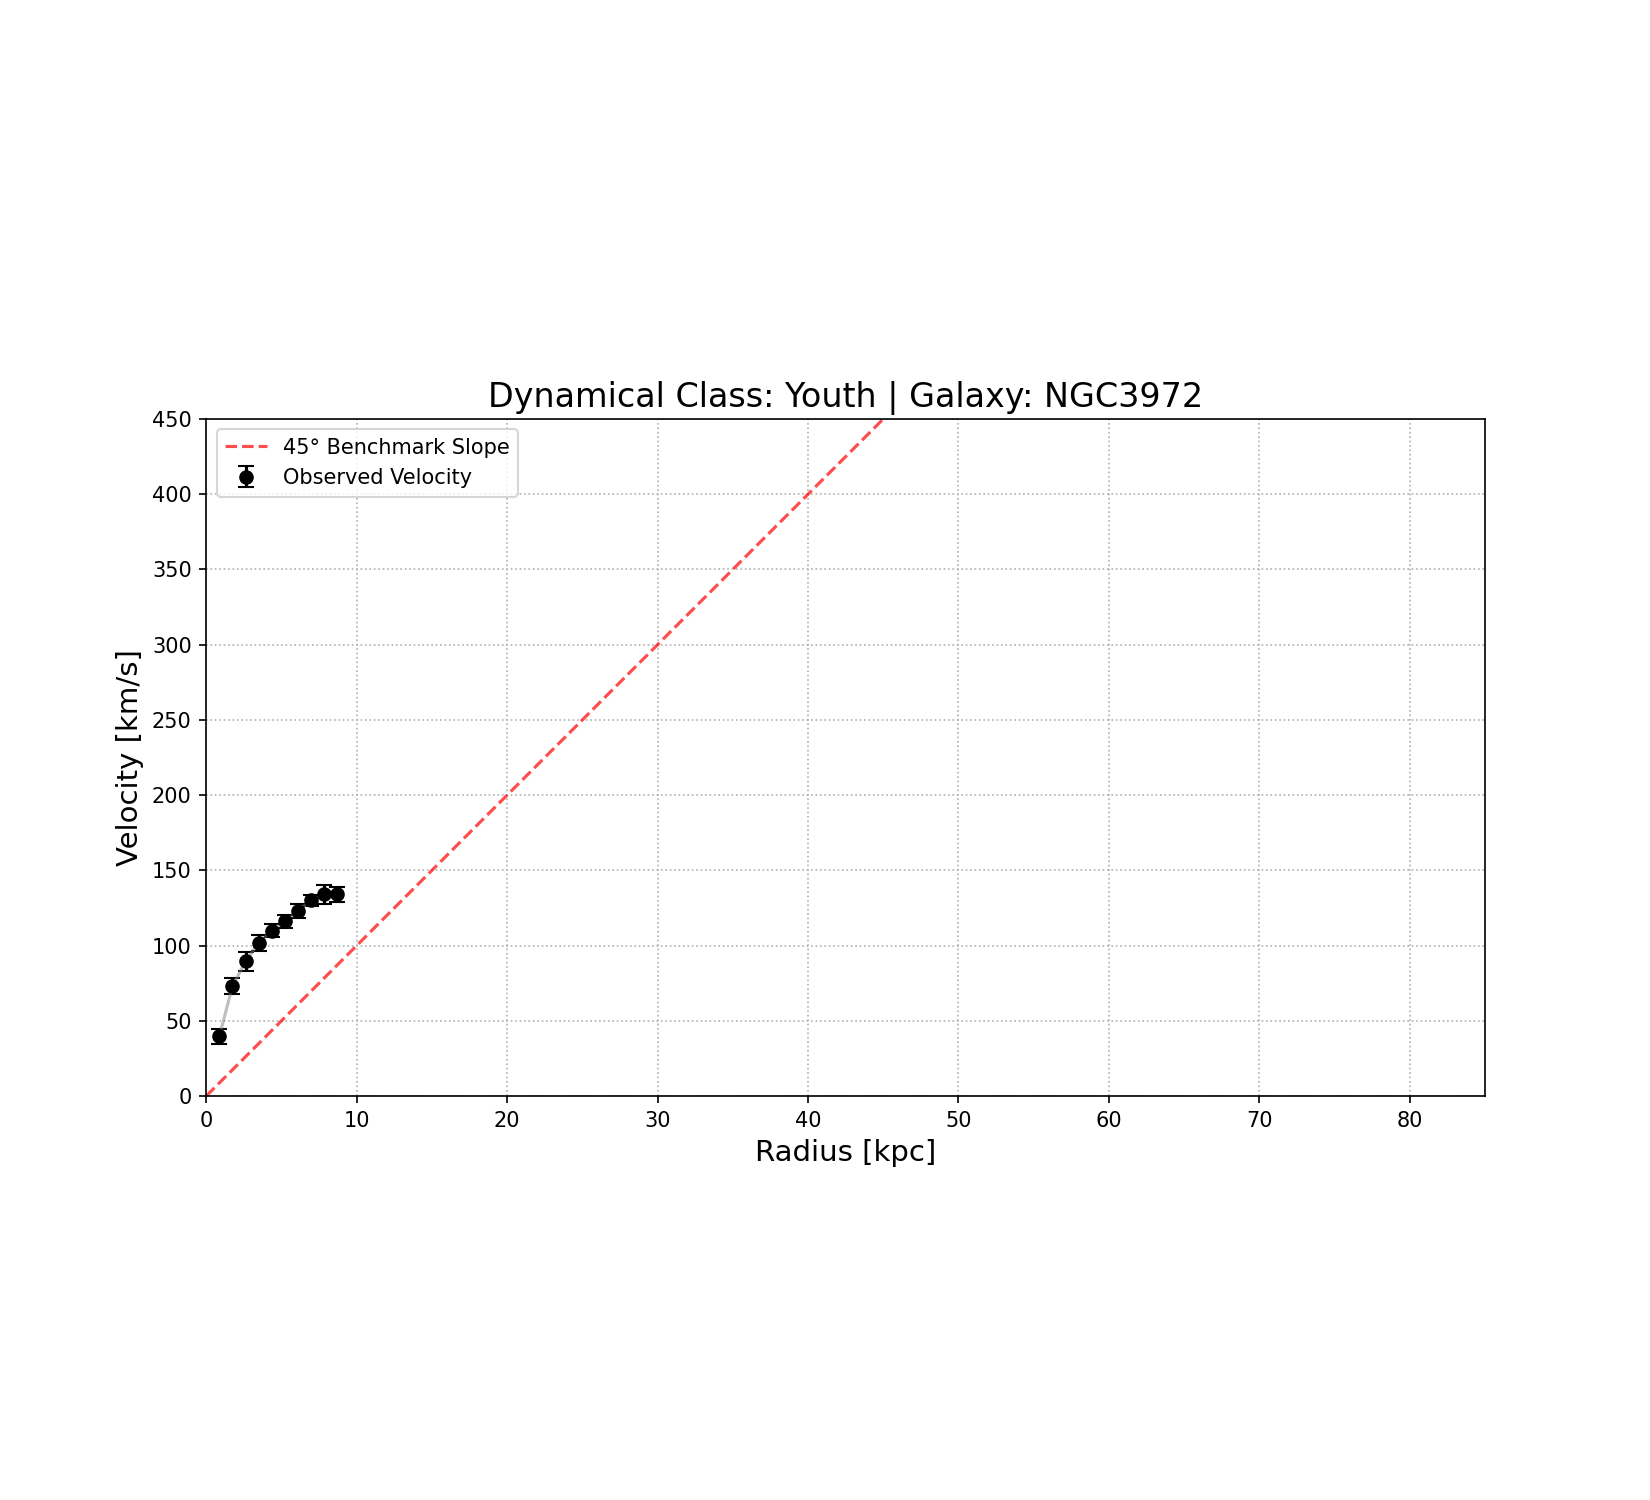 Dynamical Class: Youth | Galaxy: NGC3972
45° Benchmark Slope
Observed Velocity
Velocity [km/s]
450
400
350
300
250
200
150
100
50
0
0 10 20 30 40 50 60 70 80
Radius [kpc]